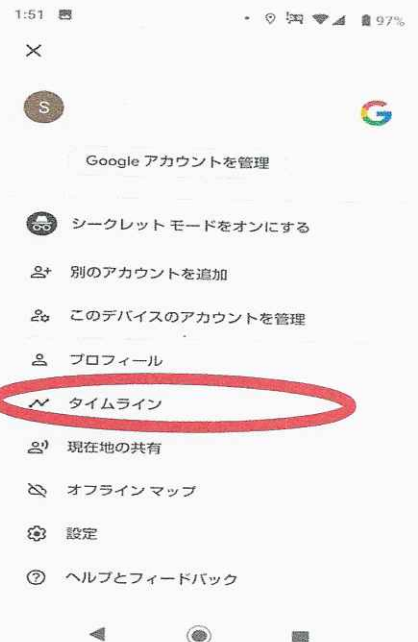 1:51
97%
S
G
Google アカウントを管理
シークレット モードをオンにする
別のアカウントを追加
このデバイスのアカウントを管理
プロフィール
タイムライン
現在地の共有
オフライン マップ
設定
ヘルプとフィードバック